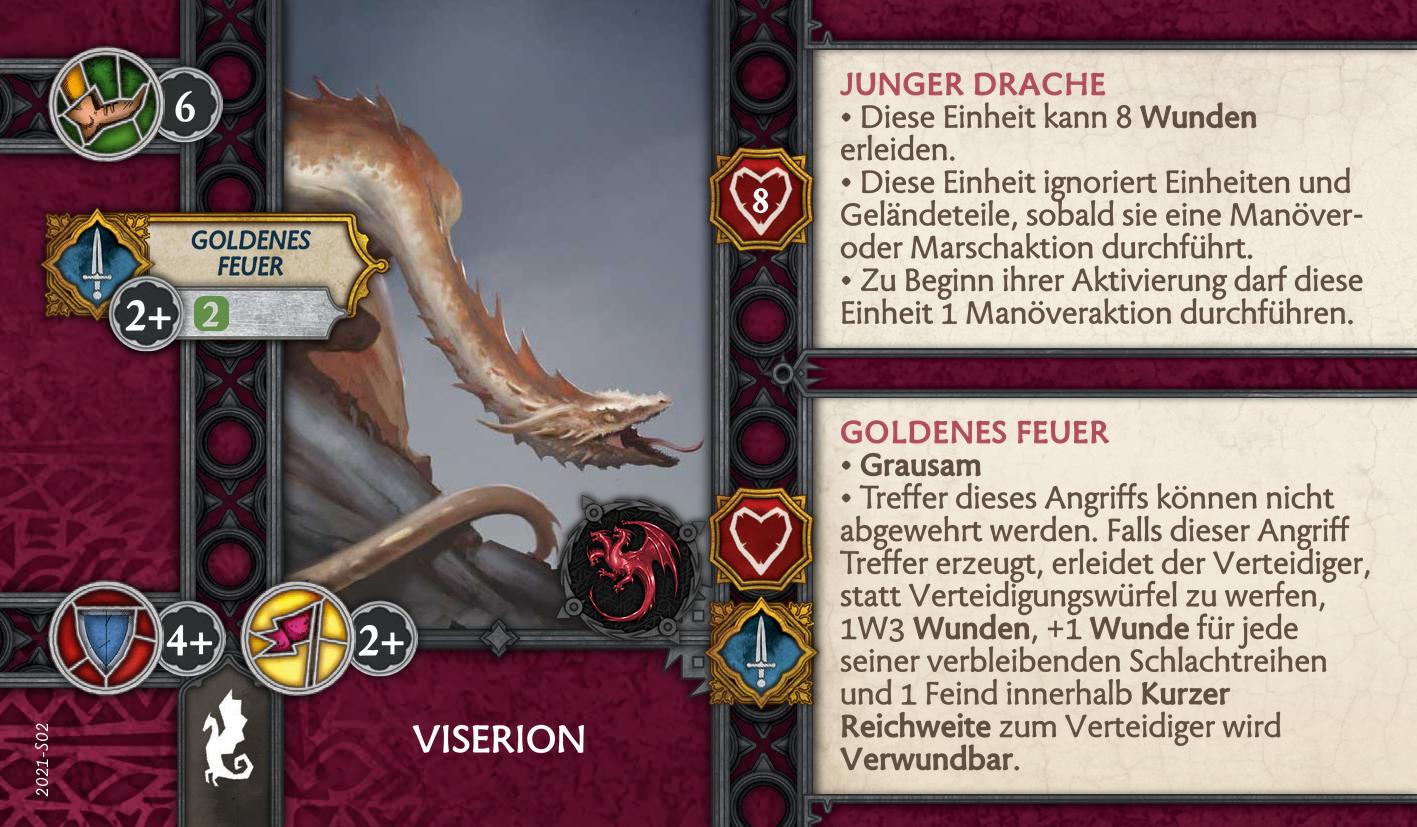 6
GOLDENES
FEUER
2+
2
4+
2+
VISERION
2021-S02
8
JUNGER DRACHE
• Diese Einheit kann 8 Wunden
erleiden.
• Diese Einheit ignoriert Einheiten und
Geländeteile, sobald sie eine Manöver-
oder Marschaktion durchführt.
• Zu Beginn ihrer Aktivierung darf diese
Einheit 1 Manöveraktion durchführen.
GOLDENES FEUER
• Grausam
• Treffer dieses Angriffs können nicht
abgewehrt werden. Falls dieser Angriff
Treffer erzeugt, erleidet der Verteidiger,
statt Verteidigungswürfel zu werfen,
1W3 Wunden, +1 Wunde für jede
seiner verbleibenden Schlachtreihen
und 1 Feind innerhalb Kurzer
Reichweite zum Verteidiger wird
Verwundbar.